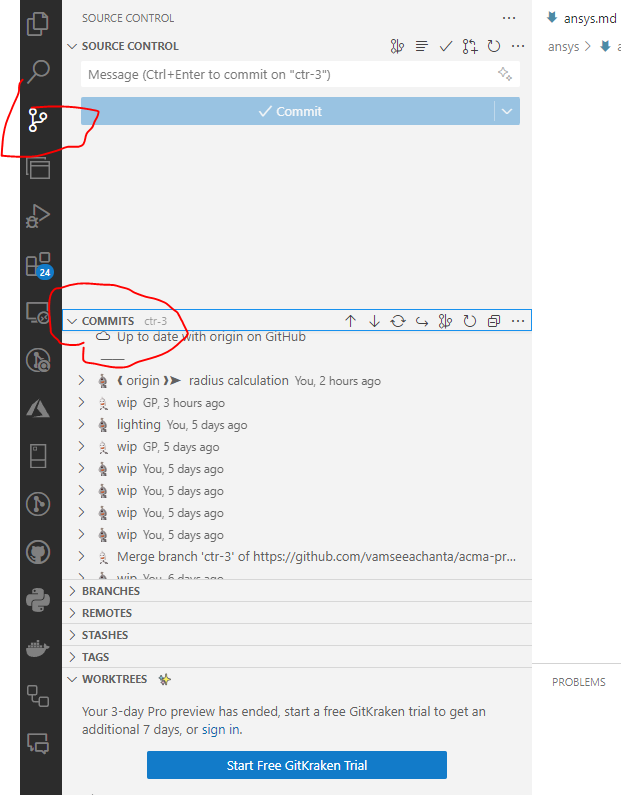 SOURCE CONTROL
ansys.md
SOURCE CONTROL
ansys
Message (Ctrl+Enter to commit on "ctr-3")
Commit
24
COMMITS ctr-3
Up to date with origin on GitHub
origin radius calculation You, 2 hours ago
wip GP, 3 hours ago
lighting You, 5 days ago
wip GP, 5 days ago
wip You, 5 days ago
wip You, 5 days ago
wip You, 5 days ago
wip You, 5 days ago
Merge branch 'ctr-3' of https://github.com/vamseeachanta/acma-pr...
wip You, 6 days ago
BRANCHES
REMOTES
STASHES
TAGS
WORKTREES
PROBLEMS
Your 3-day Pro preview has ended, start a free GitKraken trial to get an
additional 7 days, or sign in.
Start Free GitKraken Trial